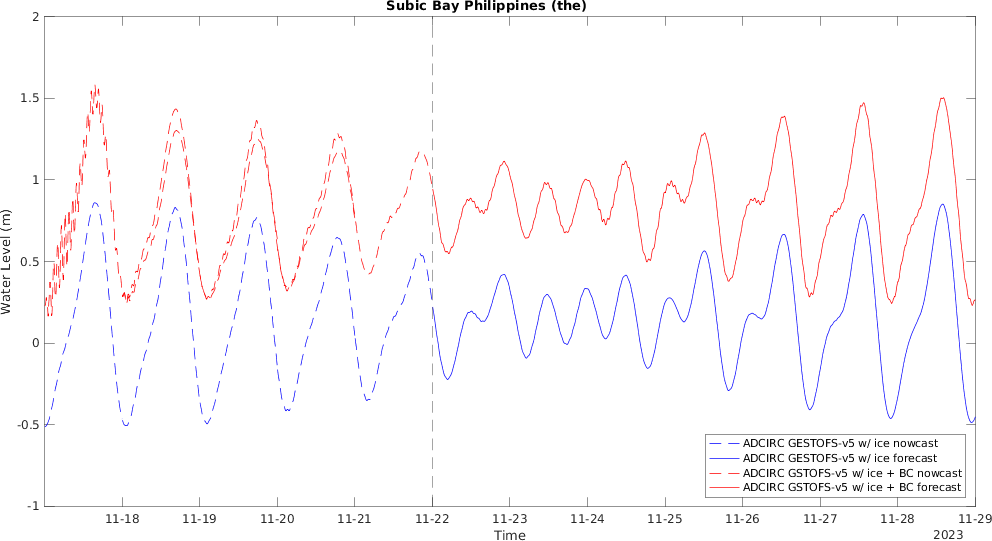 Subic Bay Philippines (the)
2
1.5
1
0.5
0
-0.5
-1
Water Level (m)
ADCIRC GESTOFS-v5 w/ ice nowcast
ADCIRC GESTOFS-v5 w/ ice forecast
ADCIRC GSTOFS-v5 w/ ice + BC nowcast
ADCIRC GSTOFS-v5 w/ ice + BC forecast
11-18 11-19 11-20 11-21 11-22 11-23 11-24 11-25 11-26 11-27 11-28 11-29
Time
2023